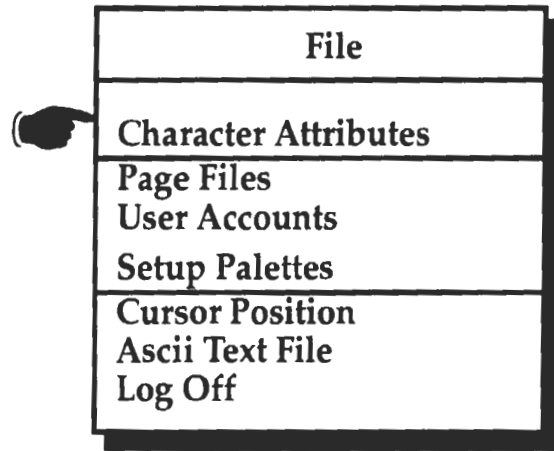 File
Character Attributes
Page Files
User Accounts
Setup Palettes
Cursor Position
Ascii Text File
Log Off